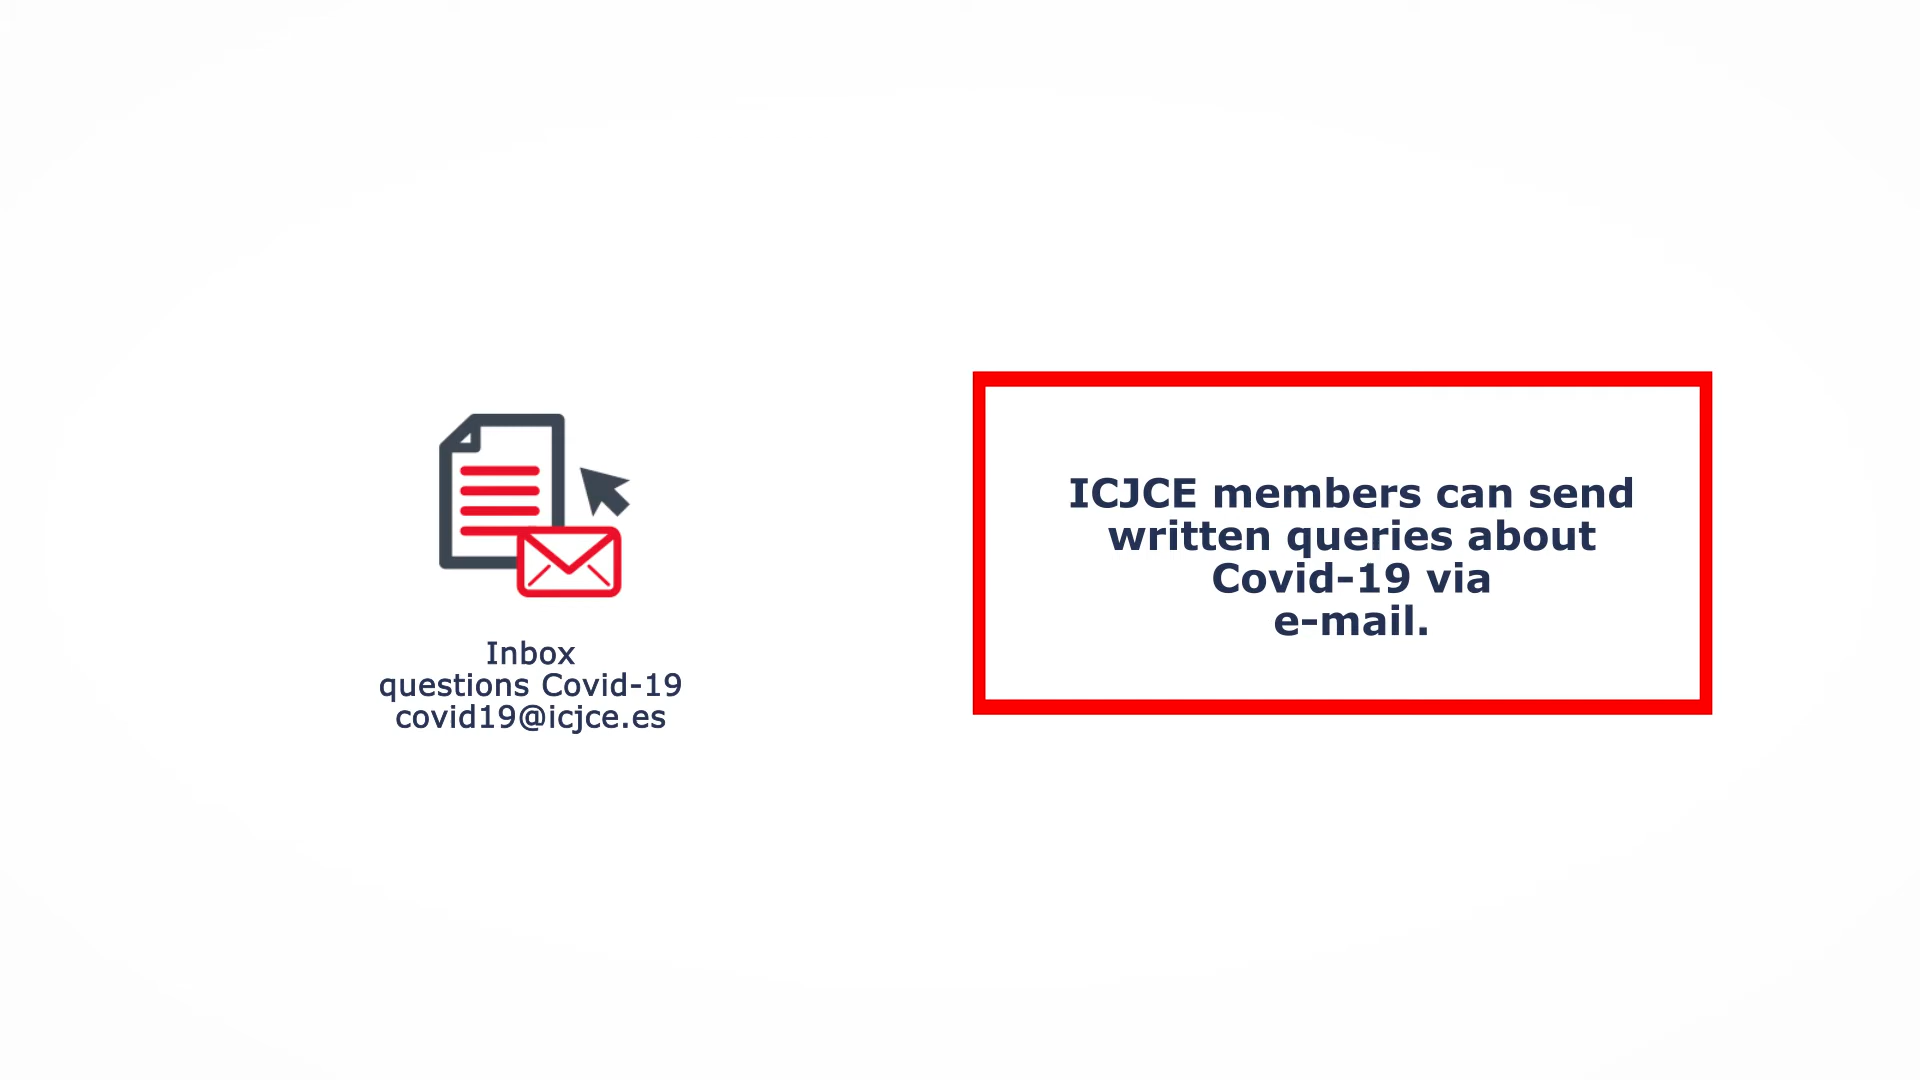 Inbox
questions Covid-19
covid19@icjce.es
ICJCE members can send
written queries about
Covid-19 via
e-mail.